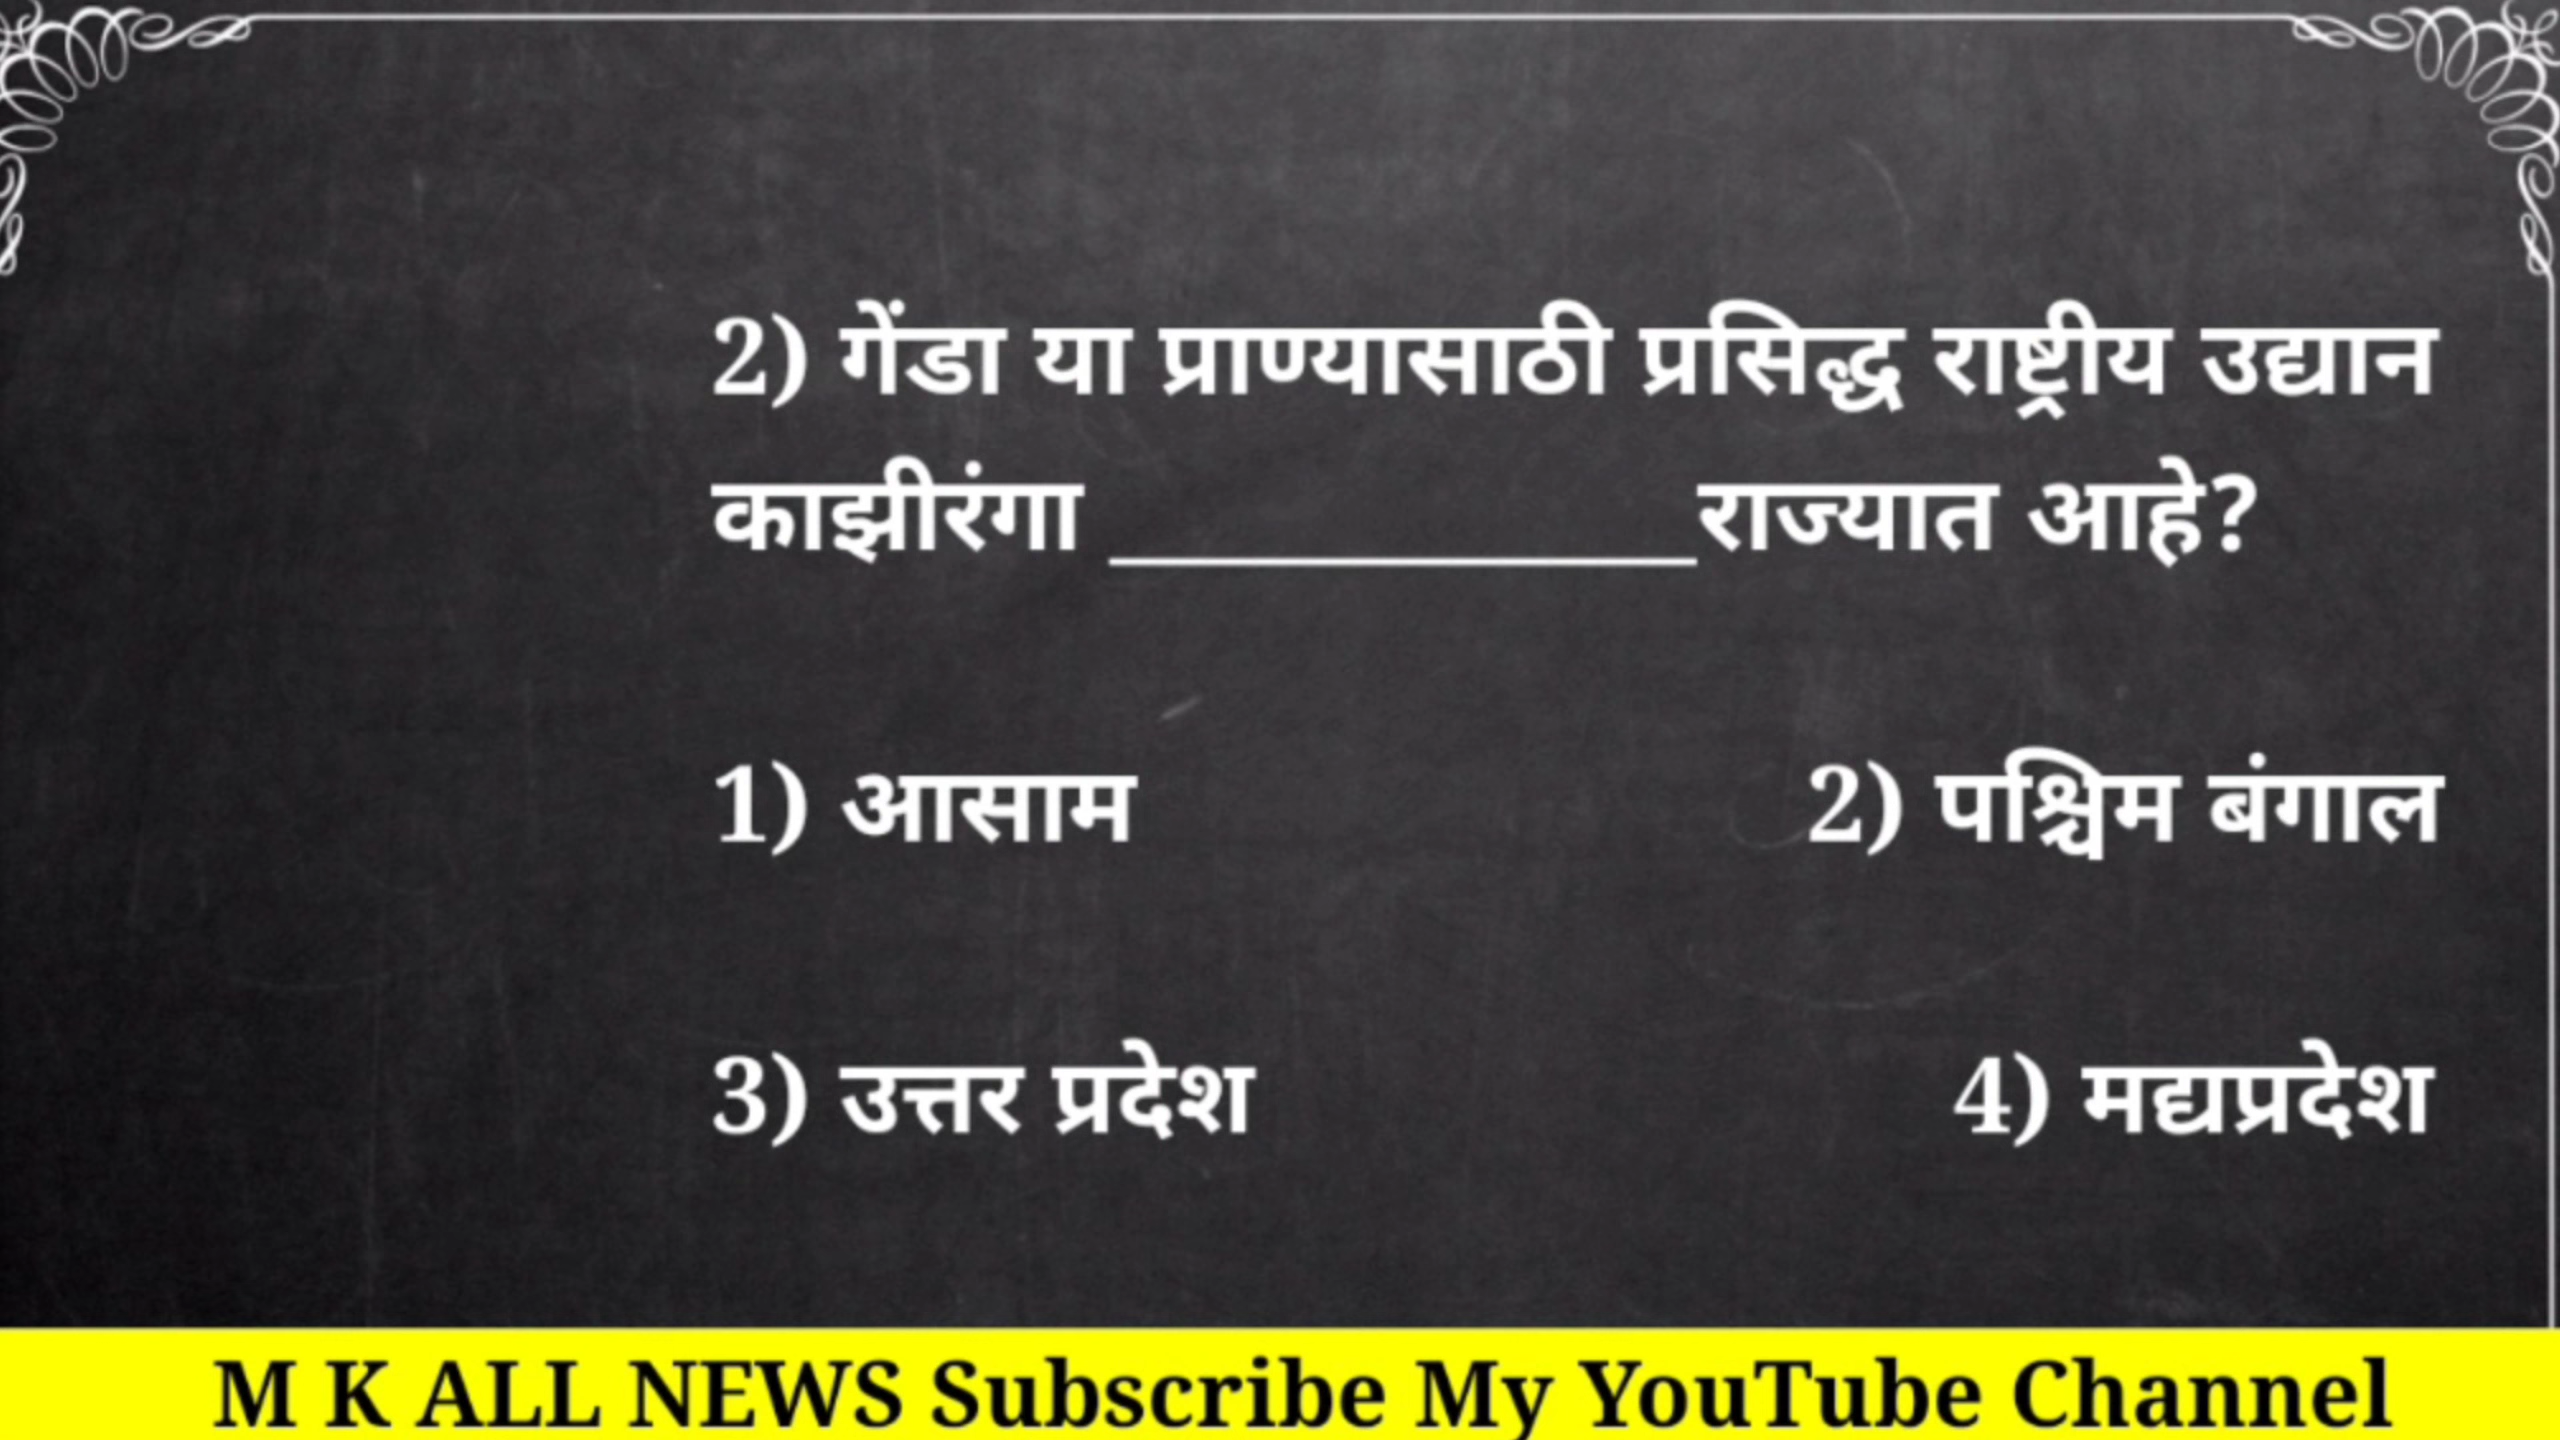 2) गेंडा या प्राण्यासाठी प्रसिद्ध राष्ट्रीय उद्यान
काझीरंगा ______________राज्यात आहे?
1) आसाम 2) पश्चिम बंगाल
3) उत्तर प्रदेश 4) मद्यप्रदेश
M K ALL NEWS Subscribe My YouTube Channel